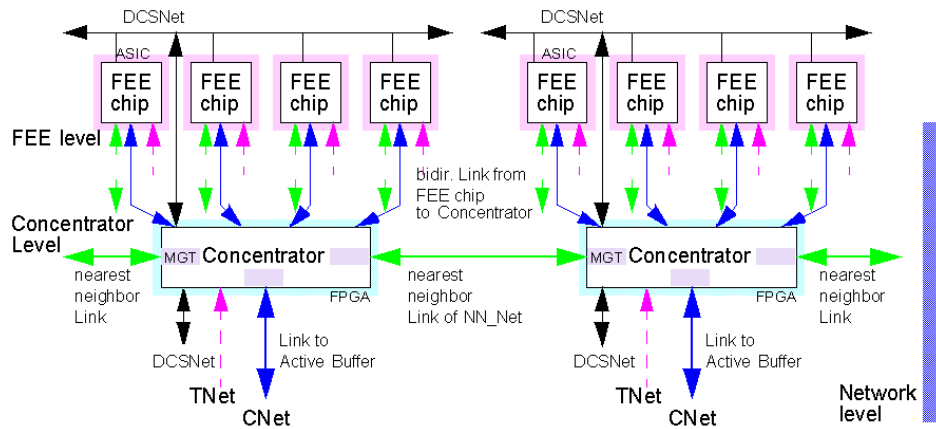 DCSNet
DCSNet
ASIC
ASIC
FEE
chip
FEE
chip
FEE
chip
FEE
chip
FEE
chip
FEE
chip
FEE
chip
FEE
chip
FEE level
bidir. Link from
FEE chip
to Concentrator
Concentrator
Level
MGT Concentrator
MGT Concentrator
FPGA
FPGA
nearest
neighbor
Link
nearest
neighbor
Link of NN_Net
nearest
neighbor
Link
DCSNet
Link to
Active Buffer
DCSNet
Link to
Active Buffer
TNet
CNet
TNet
CNet
Network
level